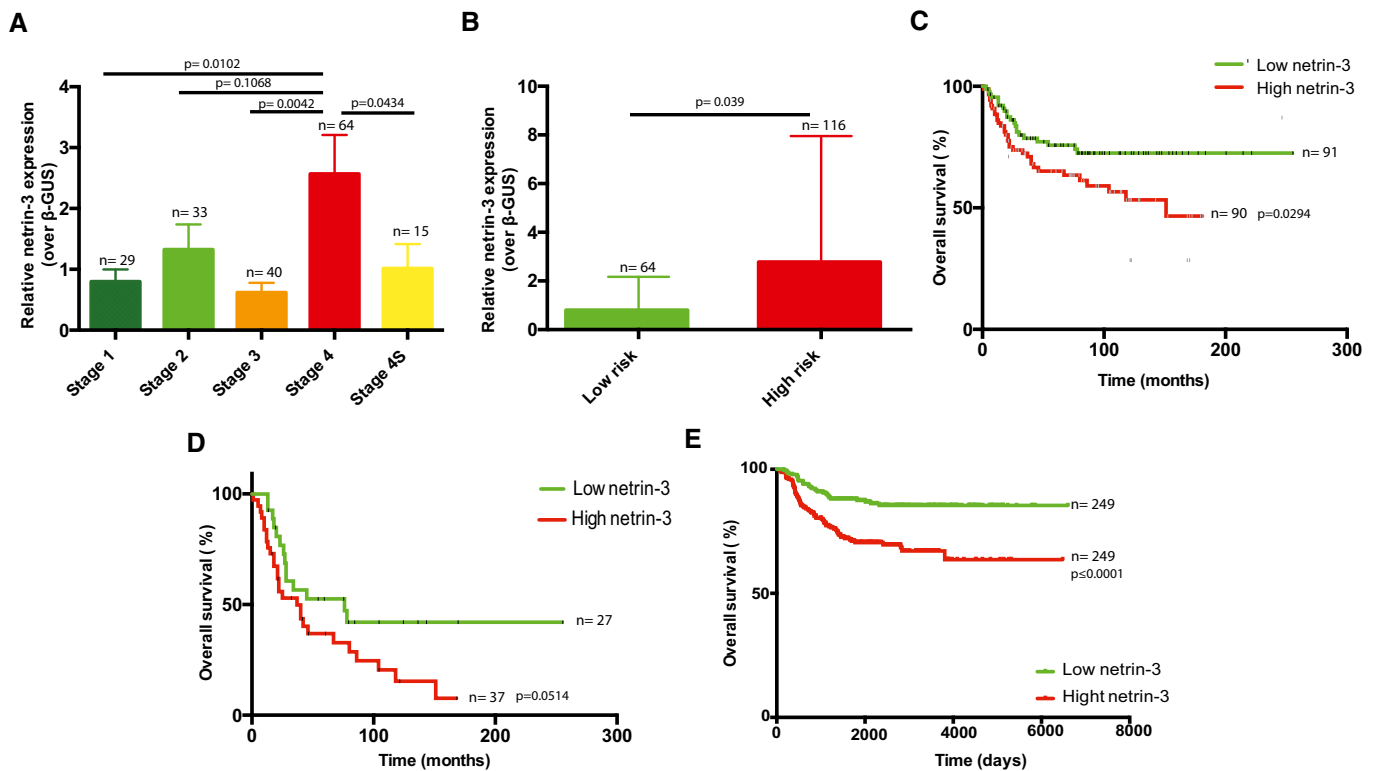 A
p= 0.0102
p= 0.1068
p= 0.0042
p=0.0434
Relative netrin-3 expression
(over β-GUS)
4
3
2
1
0
n= 29
n= 33
n= 40
n= 64
n= 15
Stage 1
Stage 2
Stage 3
Stage 4
Stage 4S
B
p= 0.039
Relative netrin-3 expression
(over β-GUS)
10
8
6
4
2
0
n= 64
n= 116
Low risk
High risk
C
Low netrin-3
High netrin-3
Overall survival ( %)
100
50
0
n= 91
n= 90 p=0.0294
0
100
200
300
Time (months)
D
Low netrin-3
High netrin-3
Overall survival ( %)
100
50
0
n= 27
n= 37 p=0.0514
0
100
200
300
Time (months)
E
Overall survival ( %)
100
50
0
n= 249
n= 249
p≤0.0001
Low netrin-3
Hight netrin-3
0
2000
4000
6000
8000
Time (days)